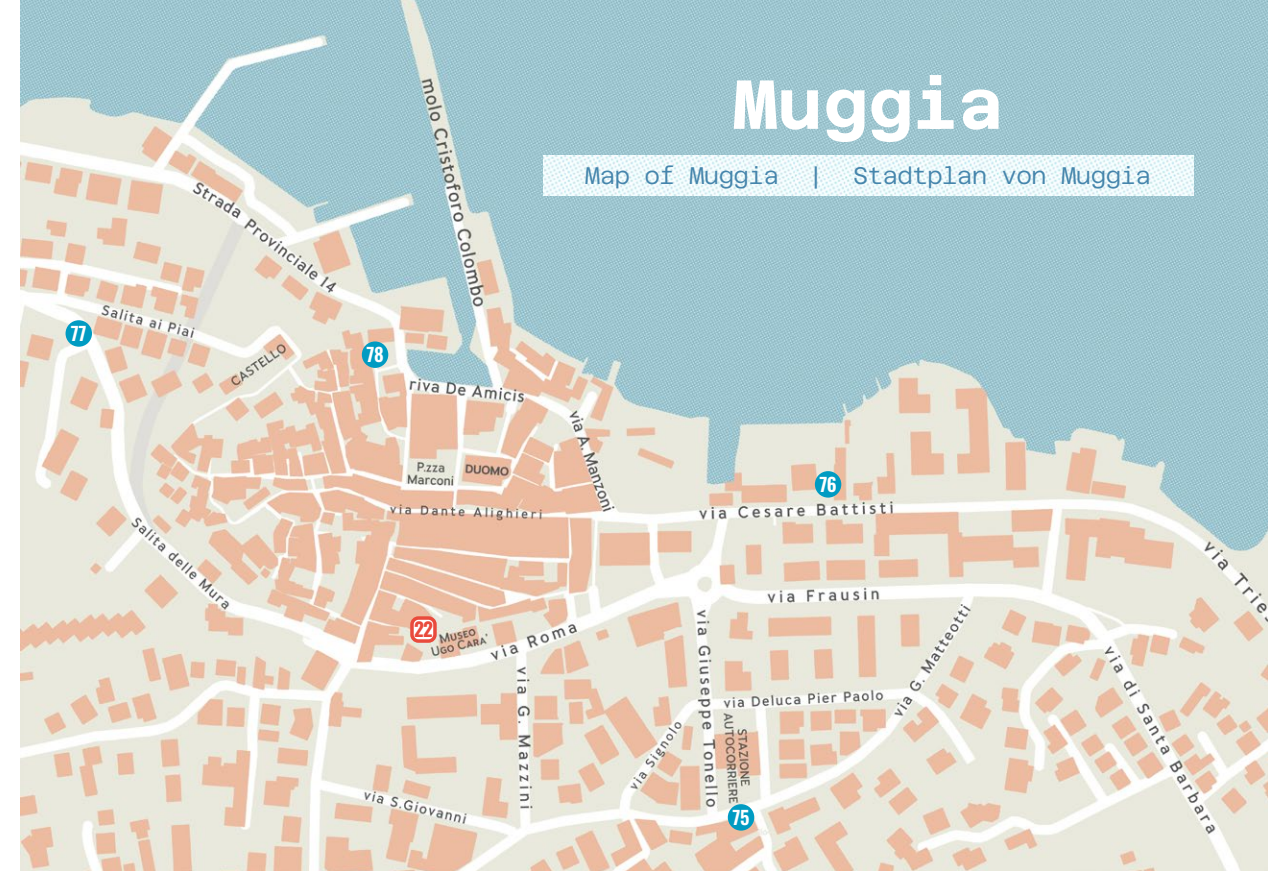 Muggia
Map of Muggia | Stadtplan von Muggia
molo Cristoforo Colombo
Strada Provinciale 14
Salita ai Piai
77
CASTELLO
78
riva De Amicis
via A. Manzoni
P.zza
Marconi
DUOMO
76
via Cesare Battisti
via Dante Alighieri
Salita delle Mura
via Tries
via Frausin
22
MUSEO
UGO CARA'
via Roma
via G. Mazzini
via Giuseppe Tonello
via G. Matteotti
via di Santa Barbara
via Deluca Pier Paolo
via Signolo
STAZIONE
AUTOCORRIERE
via S.Giovanni
75